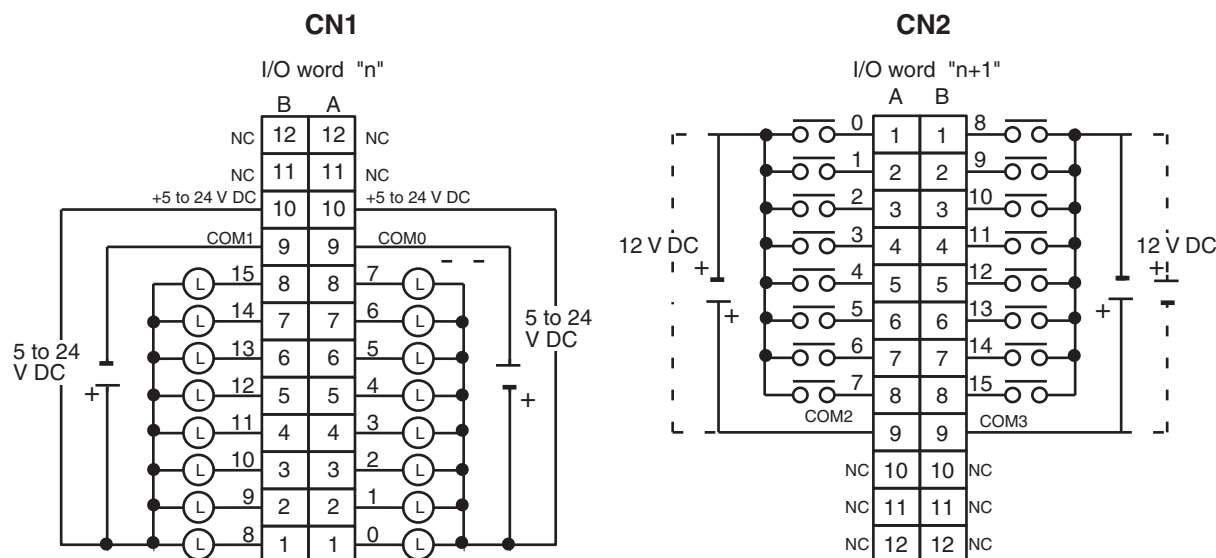 CN1
I/O word "n"
B A
NC 12 12 NC
NC 11 11 NC
+5 to 24 V DC 10 10 +5 to 24 V DC
COM1 9 9 COM0
15 L 8 8 7 L
14 L 7 7 6 L
13 L 6 6 5 L
12 L 5 5 4 L
11 L 4 4 3 L
10 L 3 3 2 L
9 L 2 2 1 L
8 L 1 1 0 L
5 to 24
V DC
+
5 to 24
V DC
+
CN2
I/O word "n+1"
A B
0 1 1 8
1 2 2 9
2 3 3 10
3 4 4 11
4 5 5 12
5 6 6 13
6 7 7 14
7 8 8 15
COM2 9 9 COM3
NC 10 10 NC
NC 11 11 NC
NC 12 12 NC
12 V DC
+
+
12 V DC
+
+